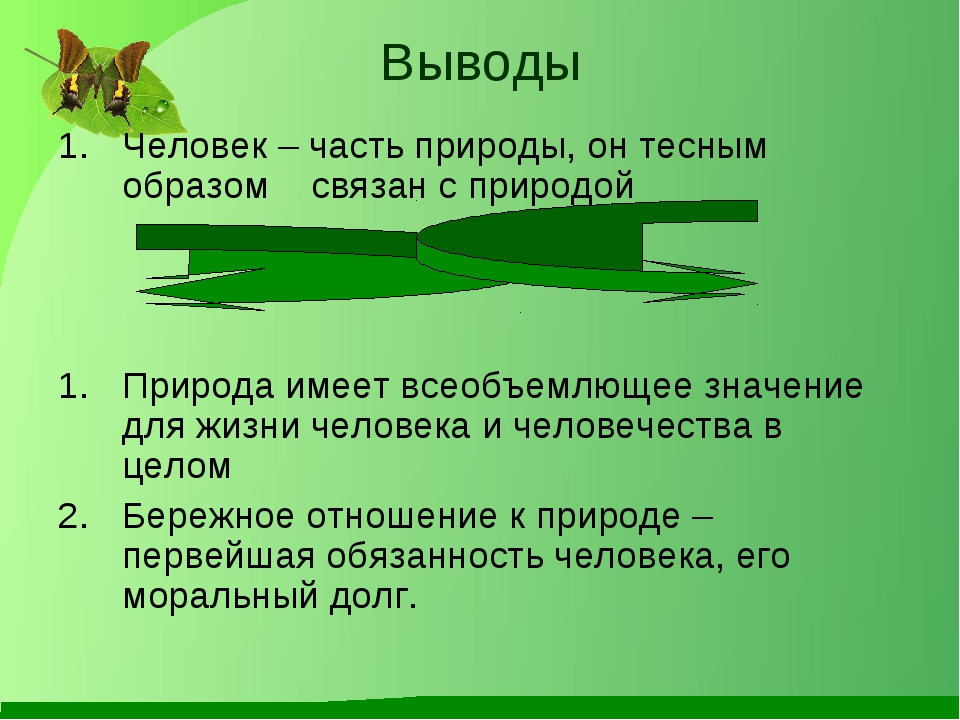 Выводы
1. Человек – часть природы, он тесным
образом связан с природой
1. Природа имеет всеобъемлющее значение
для жизни человека и человечества в
целом
2. Бережное отношение к природе –
первейшая обязанность человека, его
моральный долг.